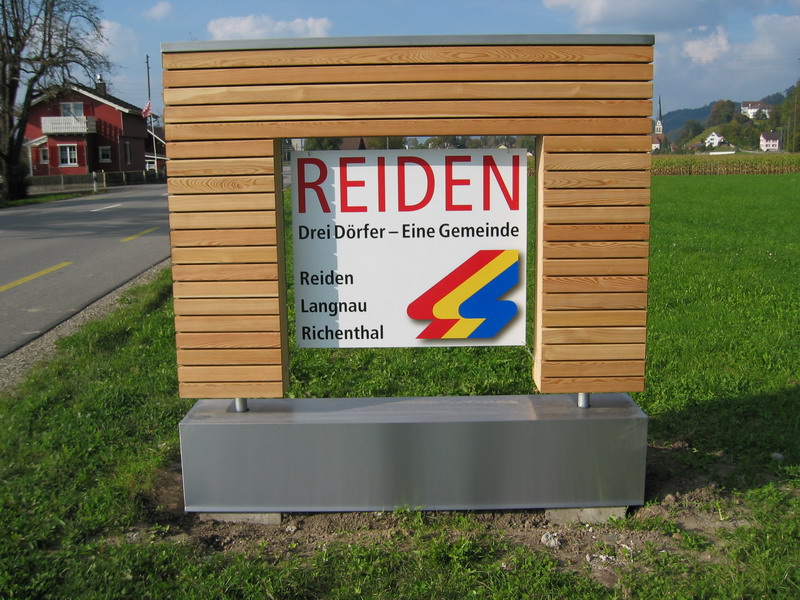 REIDEN
Drei Dörfer – Eine Gemeinde
Reiden
Langnau
Richenthal